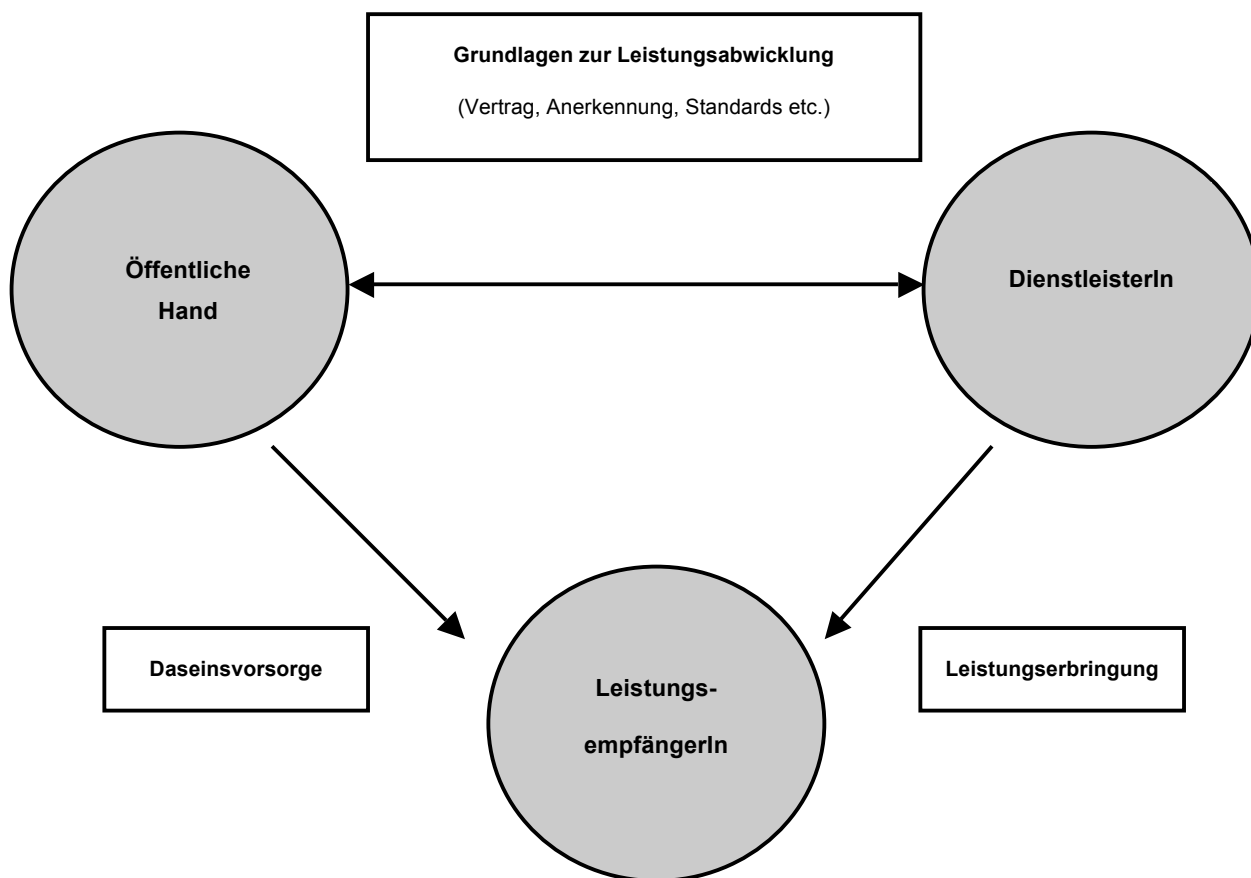 Grundlagen zur Leistungsabwicklung
(Vertrag, Anerkennung, Standards etc.)
Öffentliche
Hand
DienstleisterIn
Daseinsvorsorge
Leistungserbringung
Leistungs-
empfängerIn